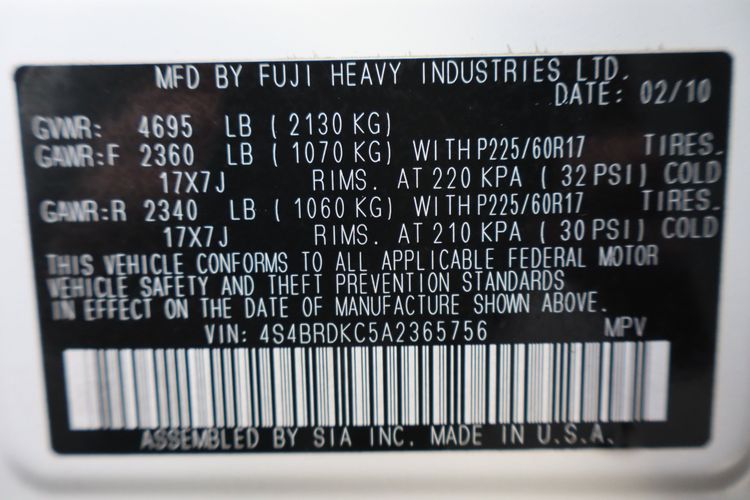 MFD BY FUJI HEAVY INDUSTRIES LTD.
DATE: 02/10
GVWR: 4695 LB ( 2130 KG)
GAWR:F 2360 LB ( 1070 KG) WITH P225/60R17 TIRES.
17X7J RIMS. AT 220 KPA ( 32 PSI) COLD
GAWR:R 2340 LB ( 1060 KG) WITH P225/60R17 TIRES.
17X7J RIMS. AT 210 KPA ( 30 PSI) COLD
THIS VEHICLE CONFORMS TO ALL APPLICABLE FEDERAL MOTOR
VEHICLE SAFETY AND THEFT PREVENTION STANDARDS
IN EFFECT ON THE DATE OF MANUFACTURE SHOWN ABOVE.
VIN: 4S4BRDKC5A2365756 MPV
ASSEMBLED BY SIA INC. MADE IN U.S.A.